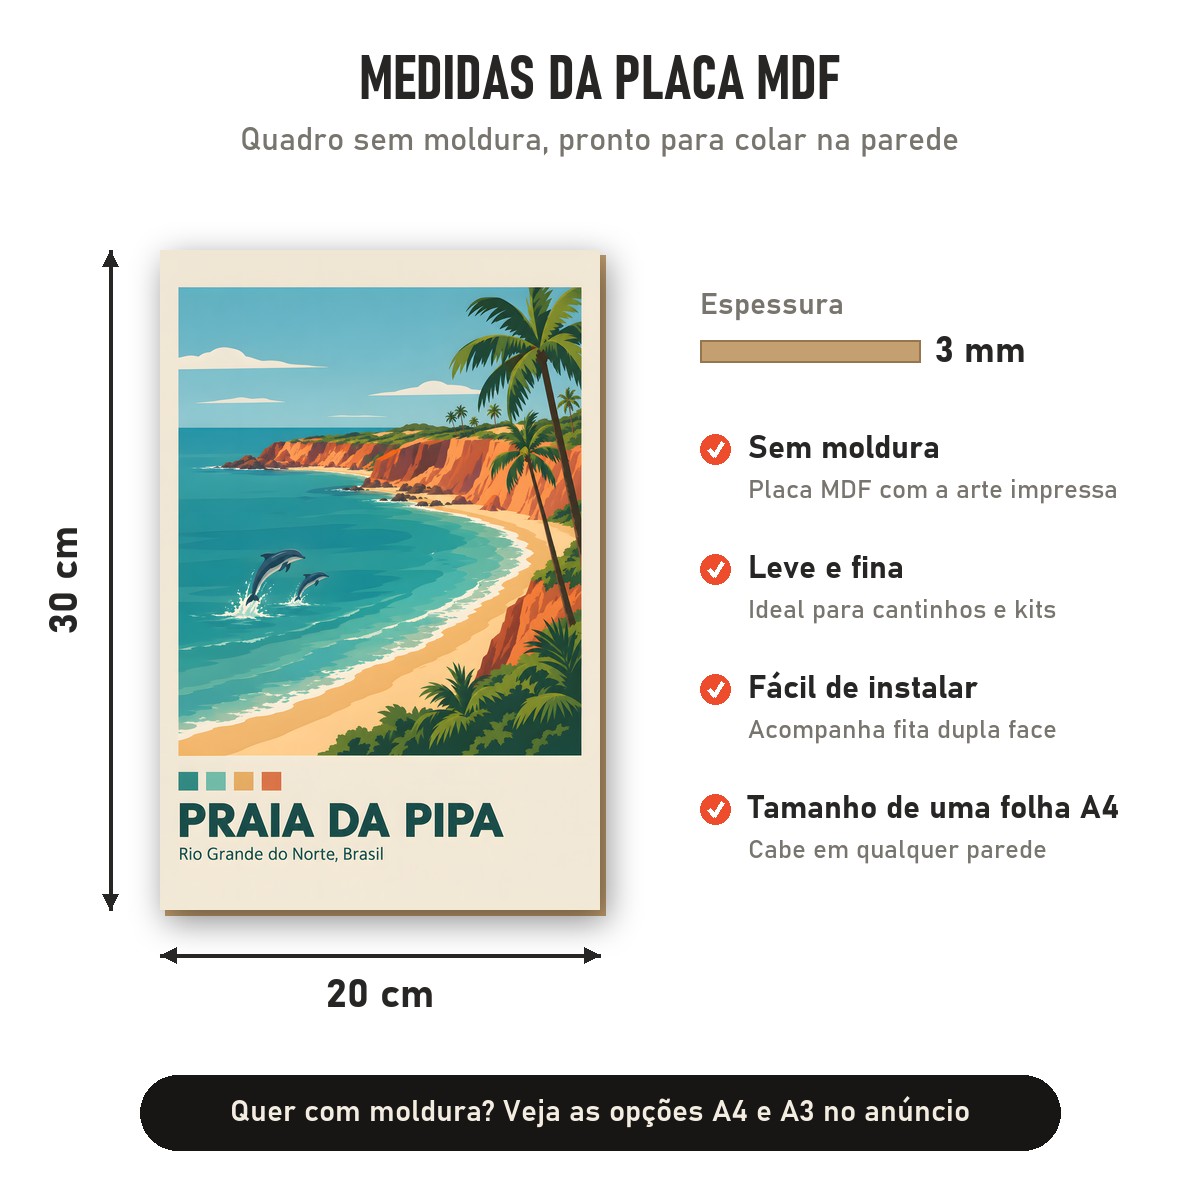 MEDIDAS DA PLACA MDF
Quadro sem moldura, pronto para colar na parede
30 cm
PRAIA DA PIPA
Rio Grande do Norte, Brasil
20 cm
Espessura
3 mm
Sem moldura
Placa MDF com a arte impressa
Leve e fina
Ideal para cantinhos e kits
Fácil de instalar
Acompanha fita dupla face
Tamanho de uma folha A4
Cabe em qualquer parede
Quer com moldura? Veja as opções A4 e A3 no anúncio